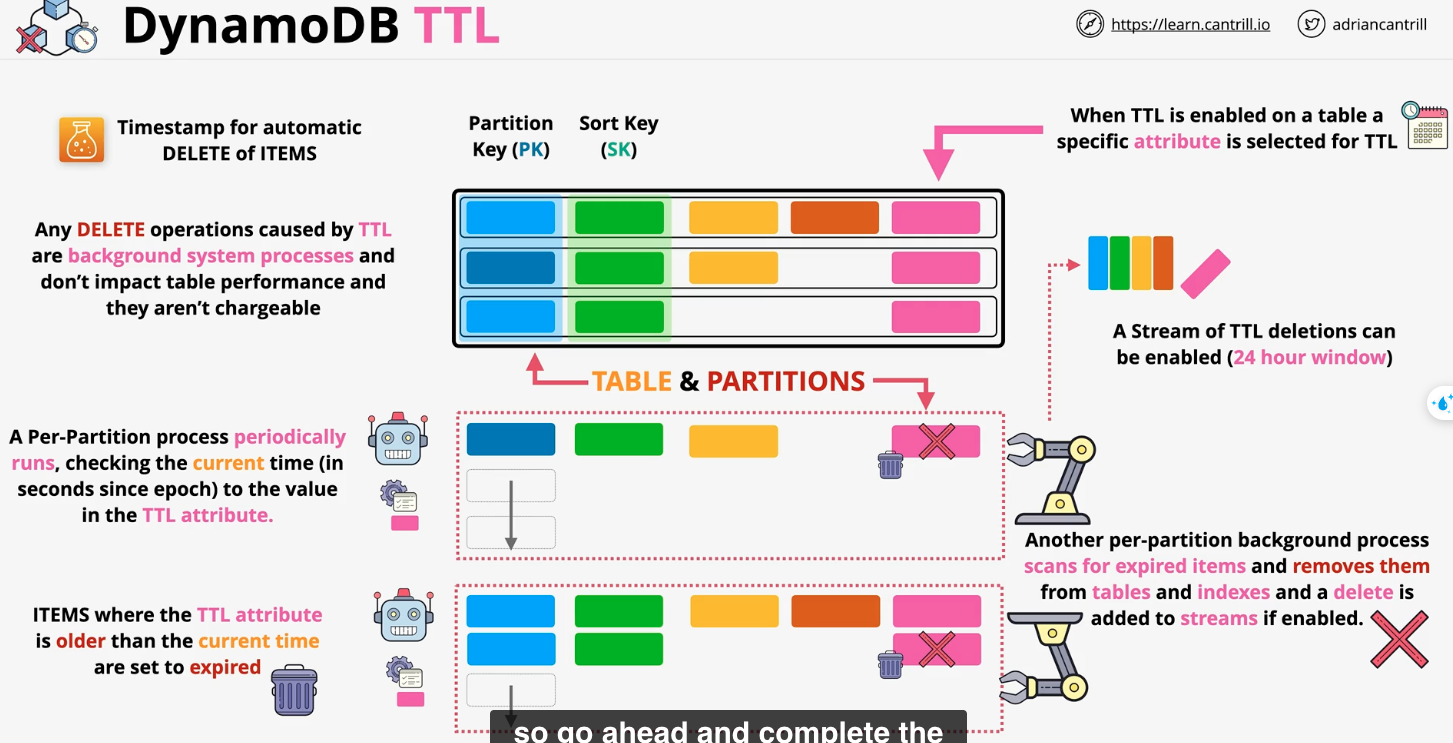 DynamoDB TTL
https://learn.cantrill.io
adriancantrill
Timestamp for automatic
DELETE of ITEMS
Partition
Key (PK)
Sort Key
(SK)
When TTL is enabled on a table a
specific attribute is selected for TTL
Any DELETE operations caused by TTL
are background system processes and
don't impact table performance and
they aren't chargeable
A Stream of TTL deletions can
be enabled (24 hour window)
TABLE & PARTITIONS
A Per-Partition process periodically
runs, checking the current time (in
seconds since epoch) to the value
in the TTL attribute.
Another per-partition background process
scans for expired items and removes them
from tables and indexes and a delete is
added to streams if enabled.
ITEMS where the TTL attribute
is older than the current time
are set to expired
so go ahead and complete the